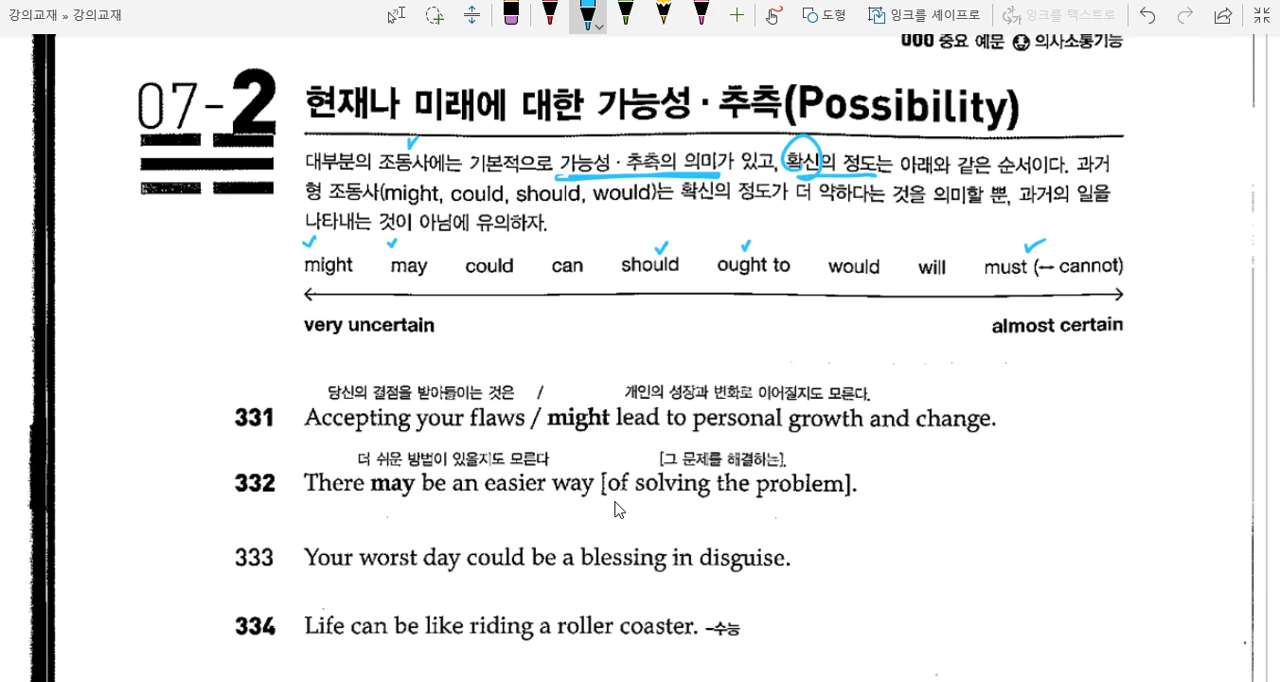 강의교재 » 강의교재
도형
잉크를 셰이프로
잉크를 텍스트로
000 중요 예문 의사소통기능
07-2 현재나 미래에 대한 가능성·추측(Possibility)
대부분의 조동사에는 기본적으로 가능성·추측의 의미가 있고, 확신의 정도는 아래와 같은 순서이다. 과거
형 조동사(might, could, should, would)는 확신의 정도가 더 약하다는 것을 의미할 뿐, 과거의 일을
나타내는 것이 아님에 유의하자.
might may could can should ought to would will must (↔ cannot)
very uncertain almost certain
당신의 결점을 받아들이는 것은 / 개인의 성장과 변화로 이어질지도 모른다.
331 Accepting your flaws / might lead to personal growth and change.
더 쉬운 방법이 있을지도 모른다 [그 문제를 해결하는].
332 There may be an easier way [of solving the problem].
333 Your worst day could be a blessing in disguise.
334 Life can be like riding a roller coaster. –수능